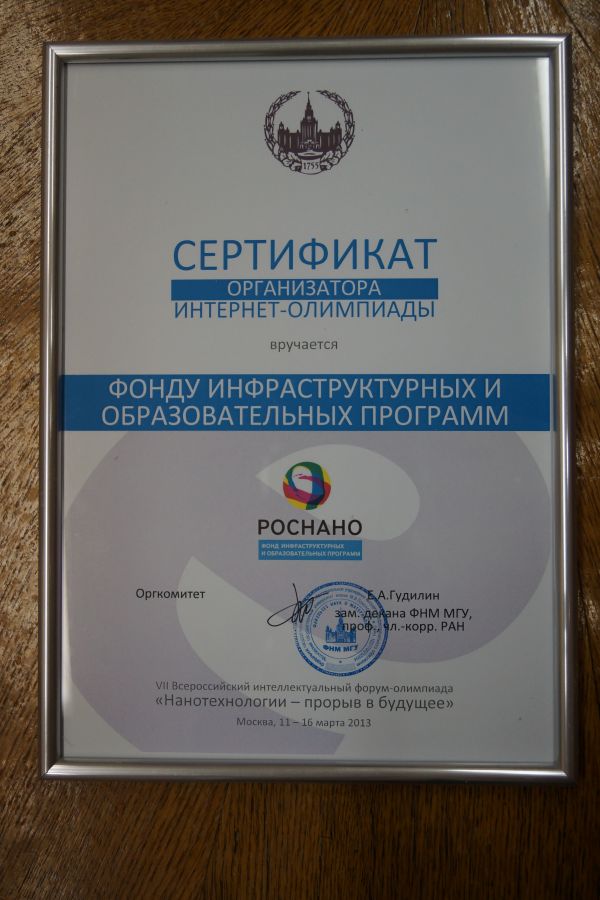 1755
СЕРТИФИКАТ
ОРГАНИЗАТОРА
ИНТЕРНЕТ-ОЛИМПИАДЫ
вручается
ФОНДУ ИНФРАСТРУКТУРНЫХ И
ОБРАЗОВАТЕЛЬНЫХ ПРОГРАММ
РОСНАНО
ФОНД ИНФРАСТРУКТУРНЫХ
И ОБРАЗОВАТЕЛЬНЫХ ПРОГРАММ
Оргкомитет
Е.А.Гудилин
зам.-декана ФНМ МГУ,
проф., чл.-корр. РАН
ФНМ МГУ
VII Всероссийский интеллектуальный форум-олимпиада
«Нанотехнологии – прорыв в будущее»
Москва, 11 – 16 марта 2013